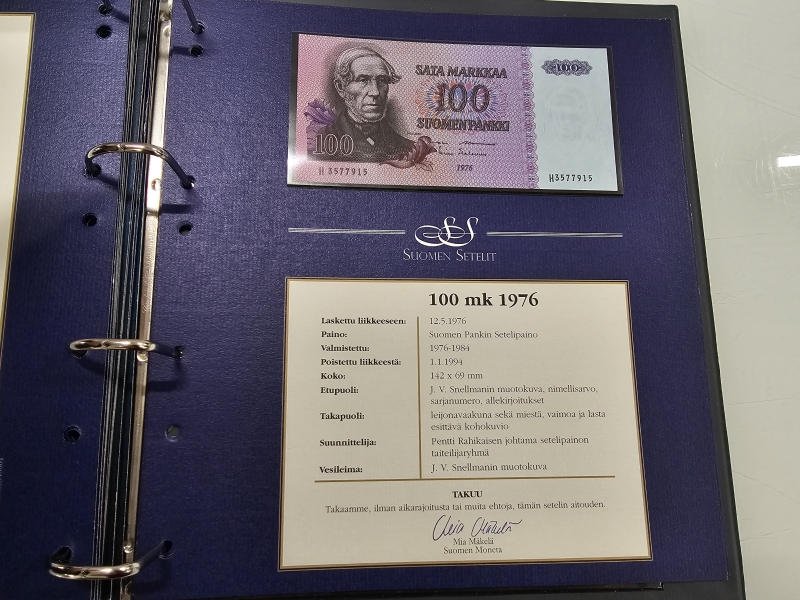 SATA MARKKAA
100
100
SUOMEN PANKKI
100
1976
H3577915
H3577915
SUOMEN SETELIT
100 mk 1976
Laskettu liikkeeseen: 12.5.1976
Paino: Suomen Pankin Setelipaino
Valmistettu: 1976-1984
Poistettu liikkeestä: 1.1.1994
Koko: 142 x 69 mm
Etupuoli: J. V. Snellmanin muotokuva, nimellisarvo,
sarjanumero, allekirjoitukset
Takapuoli: leijonavaakuna sekä miestä, vaimoa ja lasta
esittävä kohokuvio
Suunnittelija: Pentti Rahikaisen johtama setelipainon
taiteilijaryhmä
Vesileima: J. V. Snellmanin muotokuva
TAKUU
Takaamme, ilman aikarajoitusta tai muita ehtoja, tämän setelin aitouden.
Mia Mäkelä
Suomen Moneta